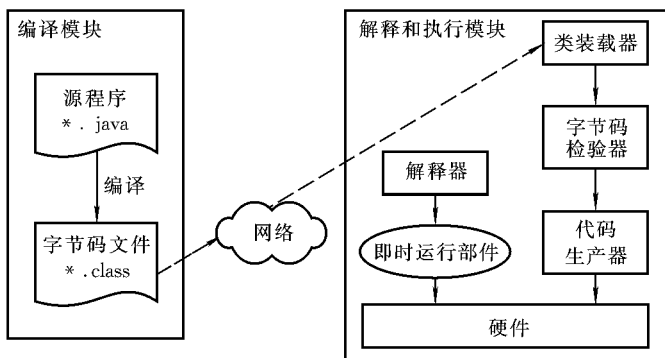 编译模块
源程序
* . java
编译
字节码文件
* .class
网络
解释和执行模块
类装载器
字节码
检验器
解释器
代码
生产器
即时运行部件
硬件